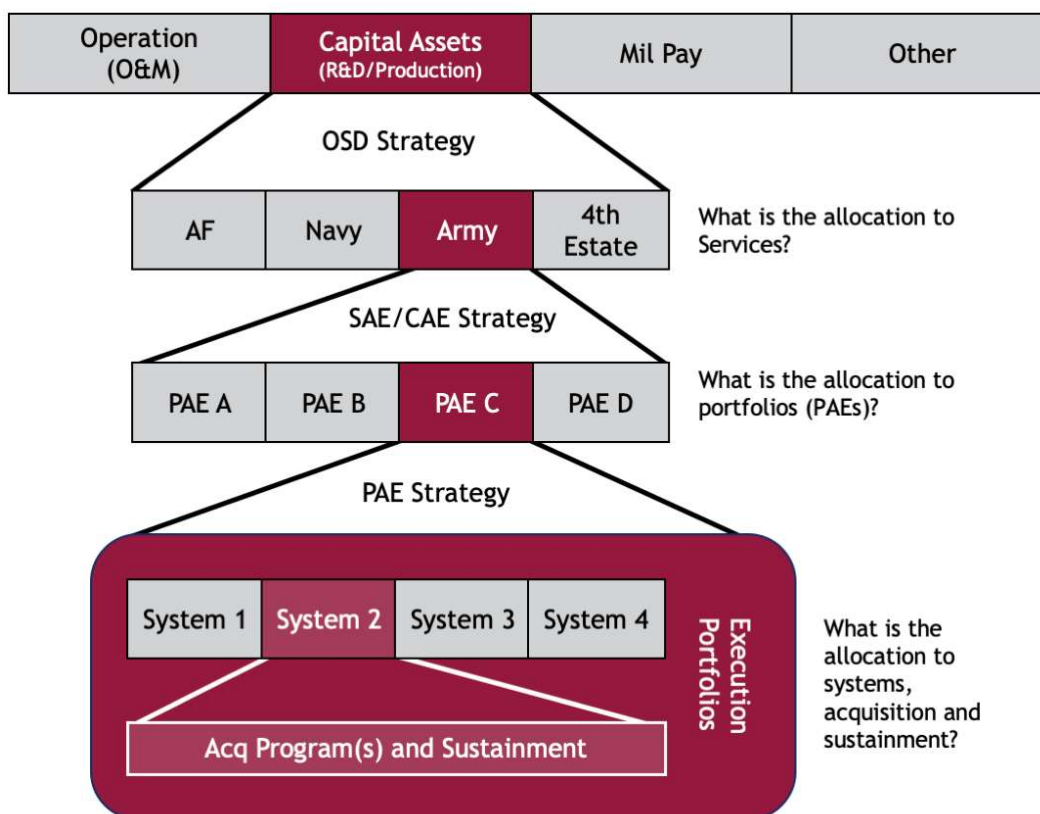 Operation
(O&M)
Capital Assets
(R&D/Production)
Mil Pay
Other
OSD Strategy
AF
Navy
Army
4th
Estate
What is the allocation to
Services?
SAE/CAE Strategy
PAE A
PAE B
PAE C
PAE D
What is the allocation to
portfolios (PAEs)?
PAE Strategy
System 1
System 2
System 3
System 4
Execution
Portfolios
What is the
allocation to
systems,
acquisition and
sustainment?
Acq Program(s) and Sustainment